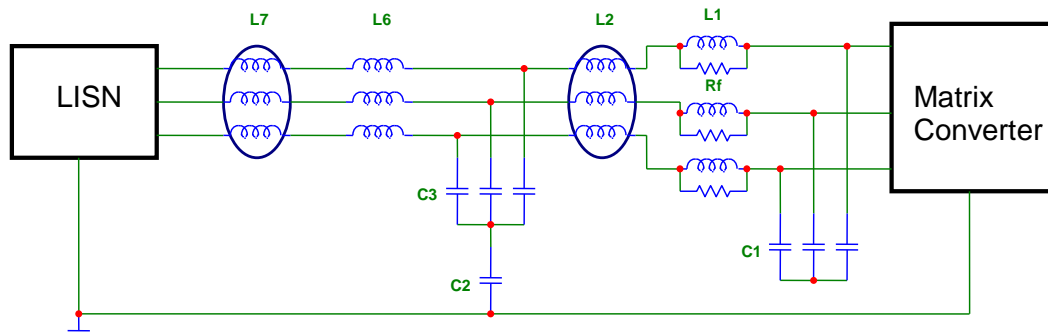 L7
L6
L2
L1
LISN
Rf
Matrix
Converter
C3
C1
C2